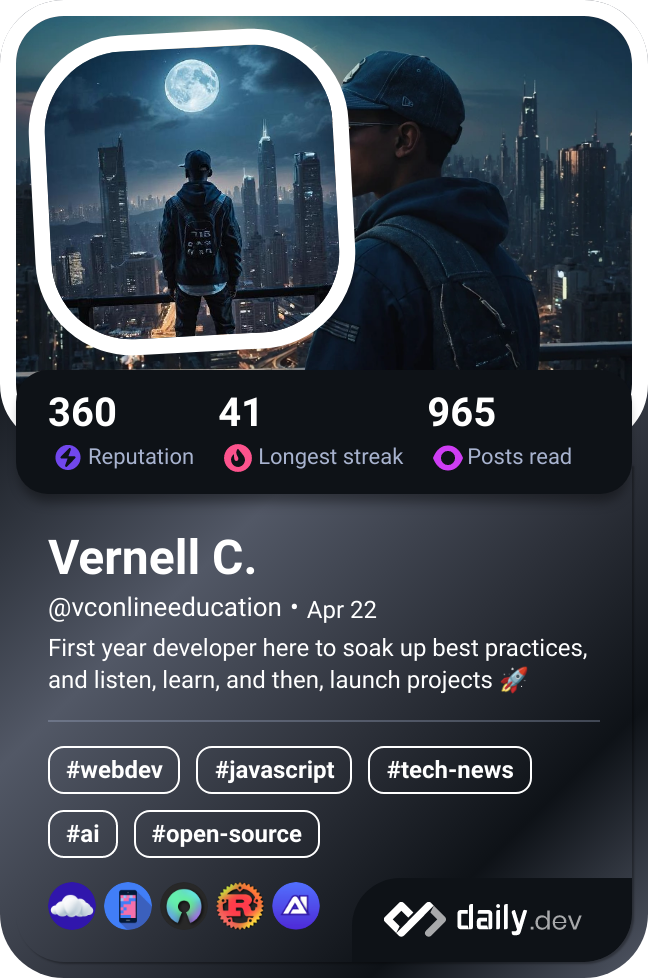 360 41 965
Reputation Longest streak Posts read
Vernell C.
@vconlineeducation • Apr 22
First year developer here to soak up best practices,
and listen, learn, and then, launch projects 🚀
#webdev #javascript #tech-news
#ai #open-source
R AI
daily.dev